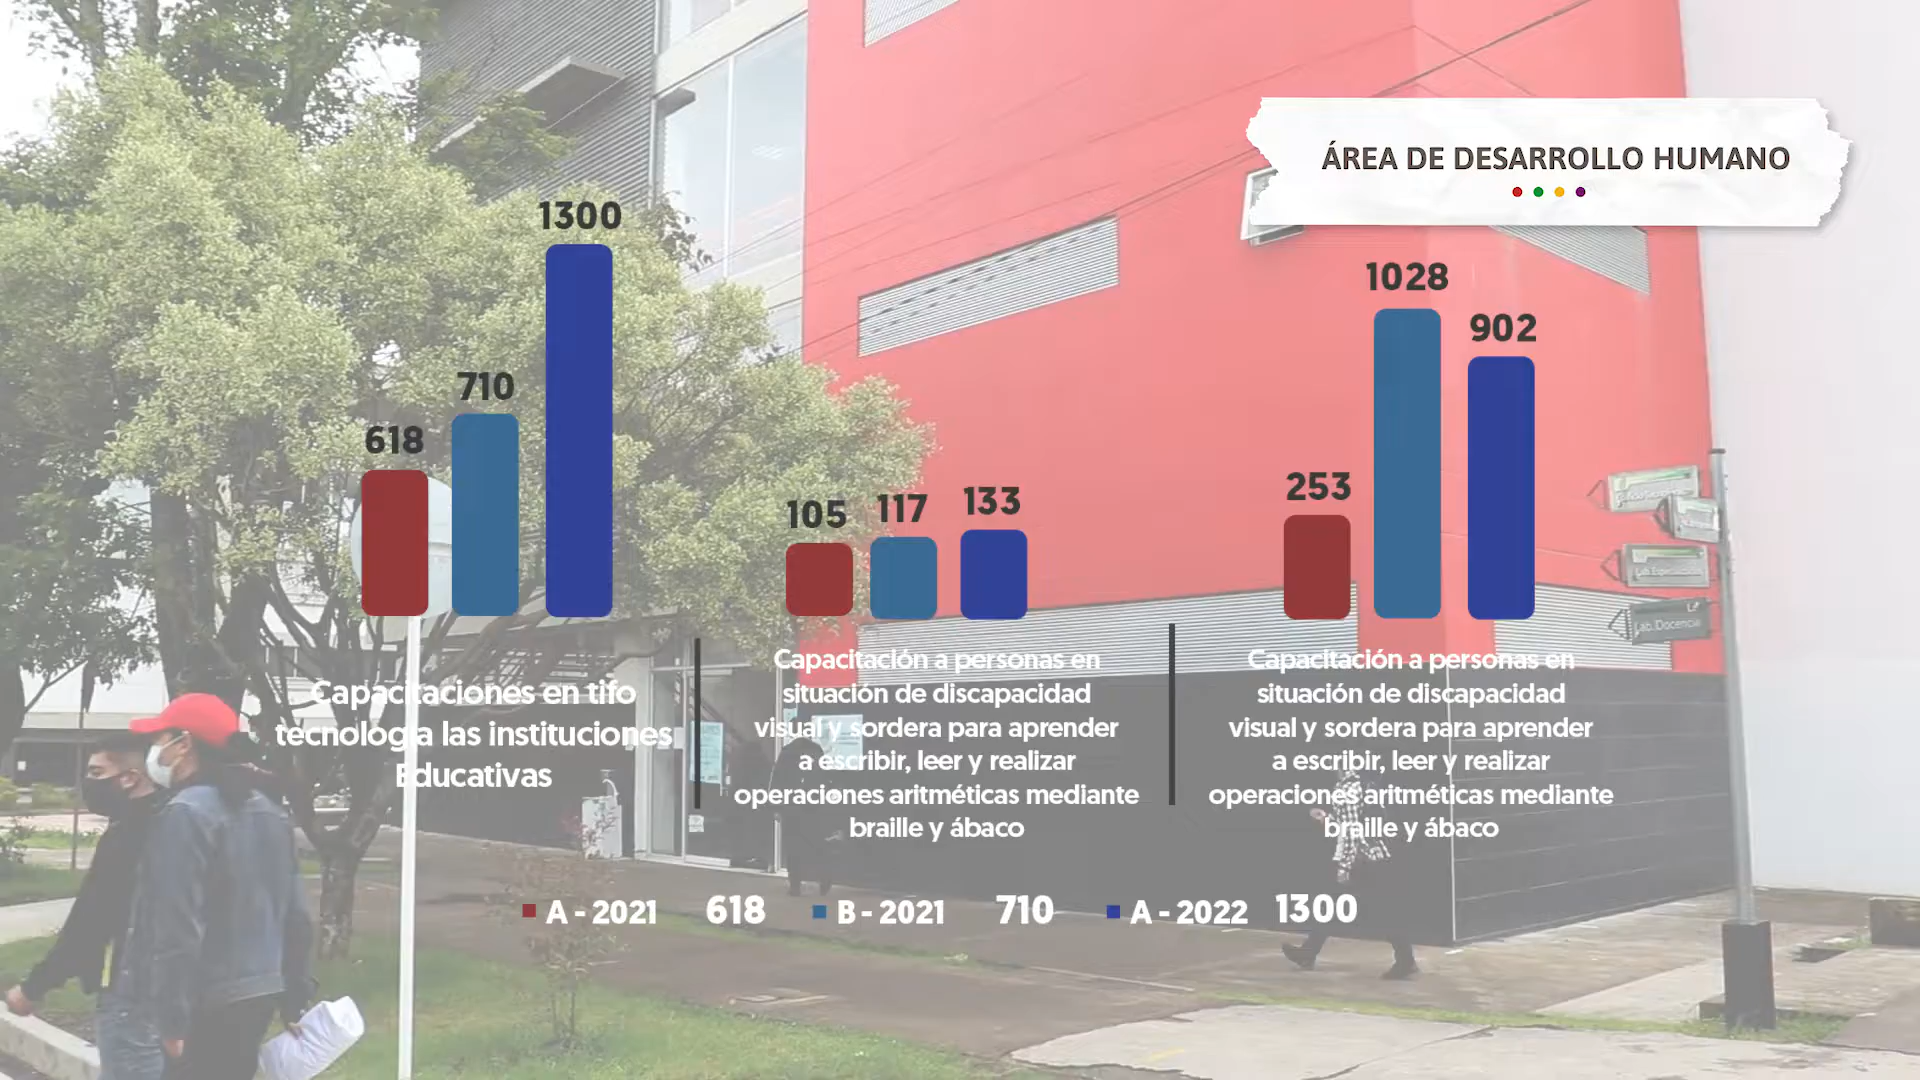 ÁREA DE DESARROLLO HUMANO
1300
710
618
105
117
133
253
1028
902
Capacitaciones en tifo
tecnología las instituciones
Educativas
Capacitación a personas en
situación de discapacidad
visual y sordera para aprender
a escribir, leer y realizar
operaciones aritméticas mediante
braille y ábaco
Capacitación a personas en
situación de discapacidad
visual y sordera para aprender
a escribir, leer y realizar
operaciones aritméticas mediante
braille y ábaco
A - 2021 618 B - 2021 710 A - 2022 1300
Lab. Docencia